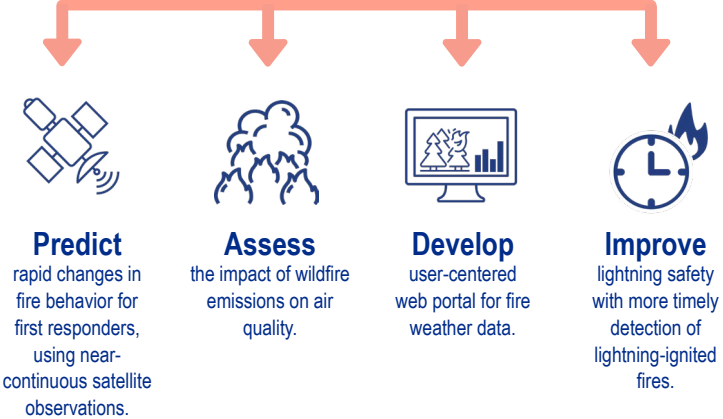 Predict
rapid changes in
fire behavior for
first responders,
using near-
continuous satellite
observations.
Assess
the impact of wildfire
emissions on air
quality.
Develop
user-centered
web portal for fire
weather data.
Improve
lightning safety
with more timely
detection of
lightning-ignited
fires.